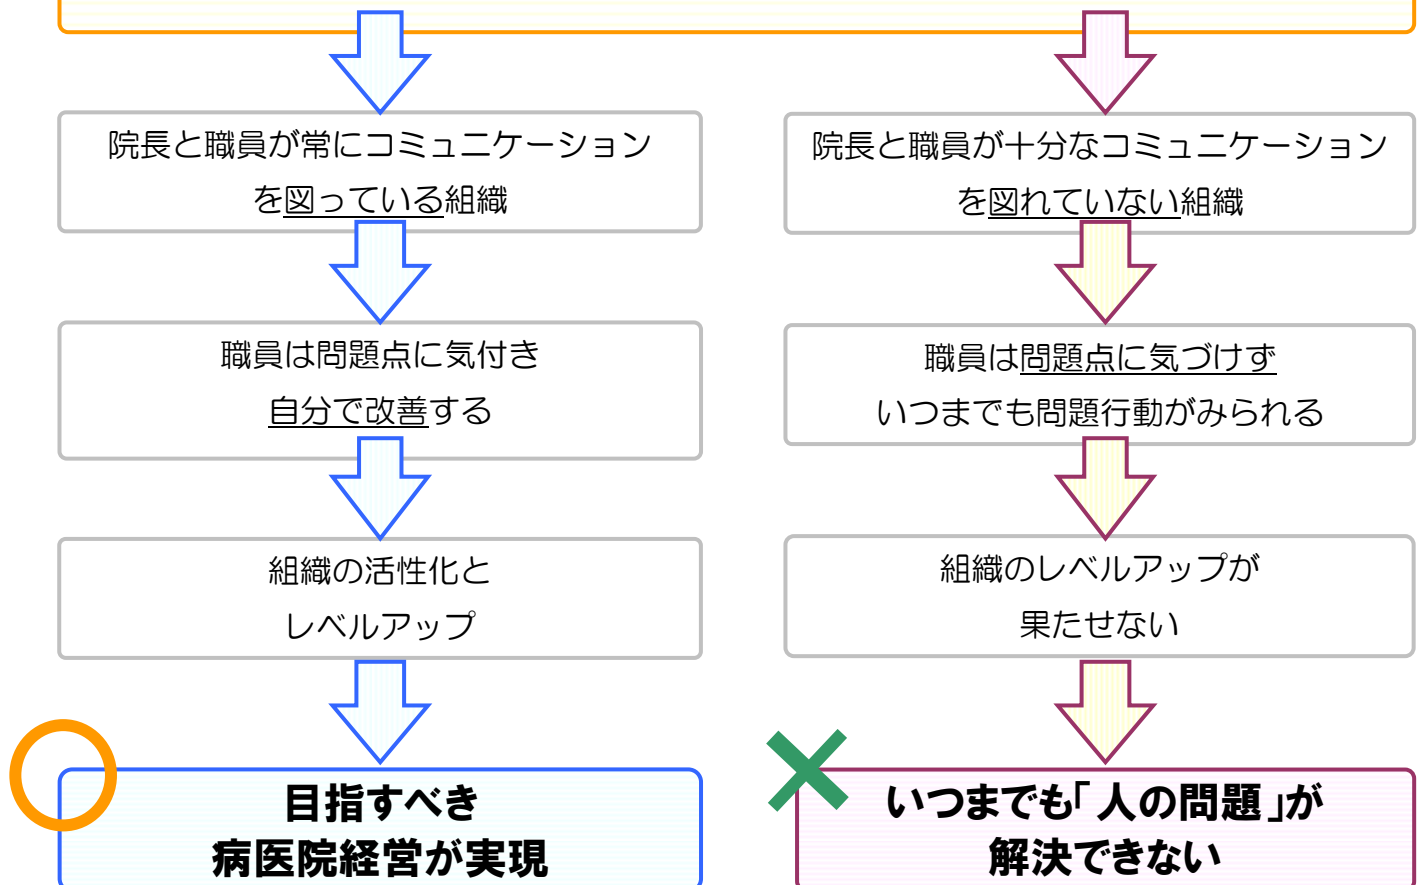 院長と職員が常にコミュニケーション
を図っている組織
職員は問題点に気付き
自分で改善する
組織の活性化と
レベルアップ
目指すべき
病医院経営が実現
院長と職員が十分なコミュニケーション
を図れていない組織
職員は問題点に気づけず
いつまでも問題行動がみられる
組織のレベルアップが
果たせない
いつまでも「人の問題」が
解決できない